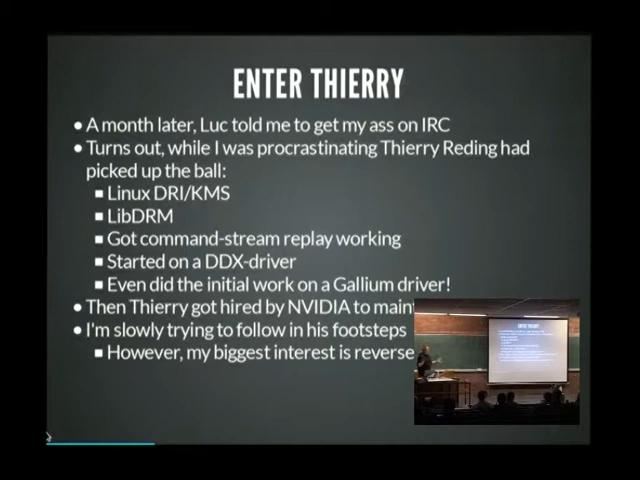 ENTER THIERRY
• A month later, Luc told me to get my ass on IRC
• Turns out, while I was procrastinating Thierry Reding had
picked up the ball:
▪ Linux DRI/KMS
▪ LibDRM
▪ Got command-stream replay working
▪ Started on a DDX-driver
▪ Even did the initial work on a Gallium driver!
• Then Thierry got hired by NVIDIA to
• I'm slowly trying to follow in his footsteps
▪ However, my biggest interest is reverse
ENTER THIERRY